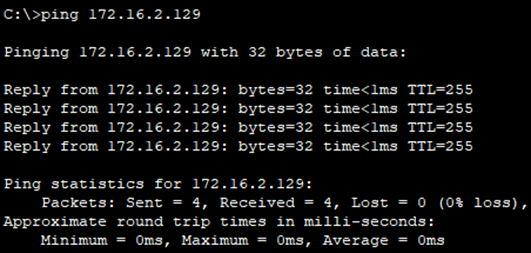 C:\>ping 172.16.2.129
Pinging 172.16.2.129 with 32 bytes of data:
Reply from 172.16.2.129: bytes=32 time<1ms TTL=255
Reply from 172.16.2.129: bytes=32 time<1ms TTL=255
Reply from 172.16.2.129: bytes=32 time<1ms TTL=255
Reply from 172.16.2.129: bytes=32 time<1ms TTL=255
Ping statistics for 172.16.2.129:
    Packets: Sent = 4, Received = 4, Lost = 0 (0% loss),
Approximate round trip times in milli-seconds:
    Minimum = 0ms, Maximum = 0ms, Average = 0ms